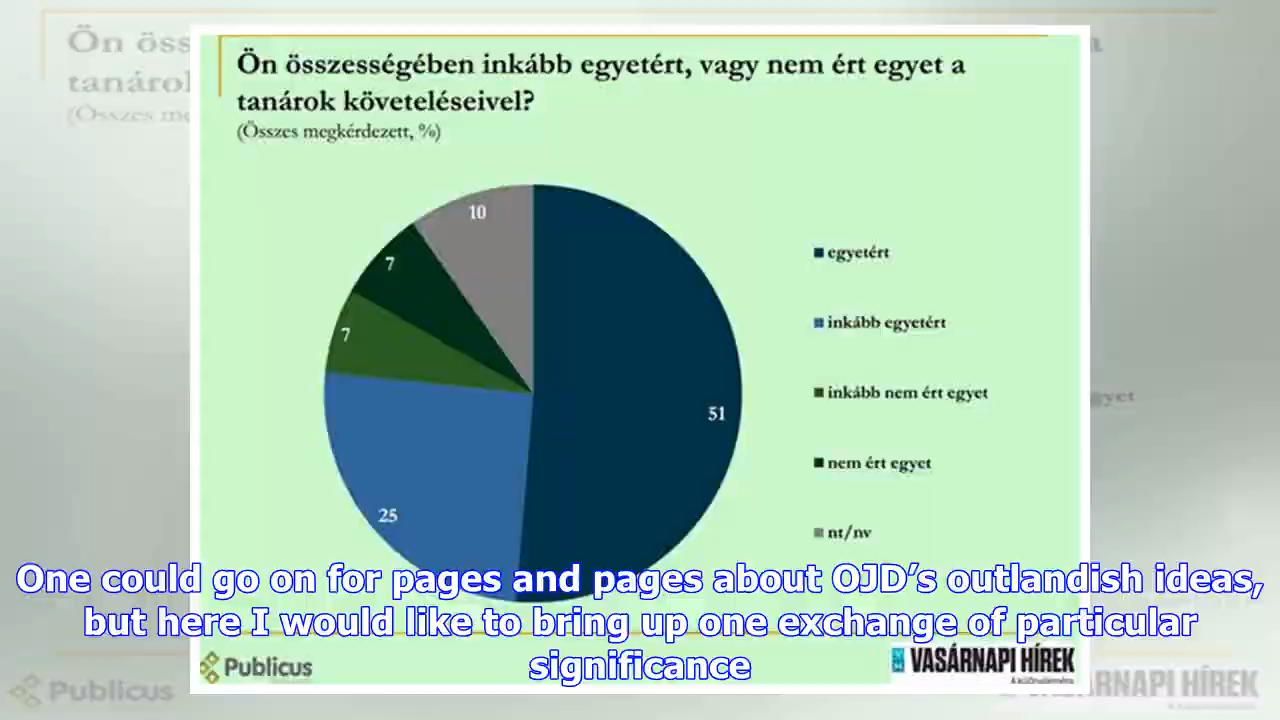 Ön összességében inkább egyetért, vagy nem ért egyet a
tanárok követeléseivel?
(Összes megkérdezett, %)
10
7
7
51
25
egyetért
inkább egyetért
inkább nem ért egyet
nem ért egyet
nt/nv
One could go on for pages and pages about OJD’s outlandish ideas,
but here I would like to bring up one exchange of particular
significance
Publicus
VASÁRNAPI HÍREK